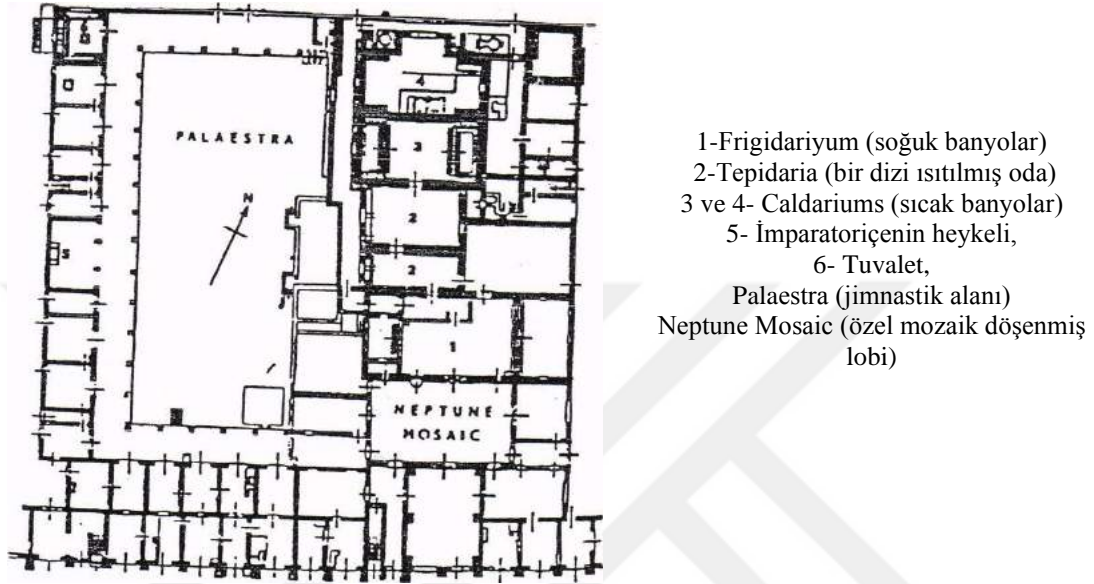 6
4
PALAESTRA
3
N
2
5
2
1
NEPTUNE
MOSAIC
1-Frigidariyum (soğuk banyolar)
2-Tepidaria (bir dizi ısıtılmış oda)
3 ve 4- Caldariums (sıcak banyolar)
5- İmparatoriçenin heykeli,
6- Tuvalet,
Palaestra (jimnastik alanı)
Neptune Mosaic (özel mozaik döşenmiş
lobi)